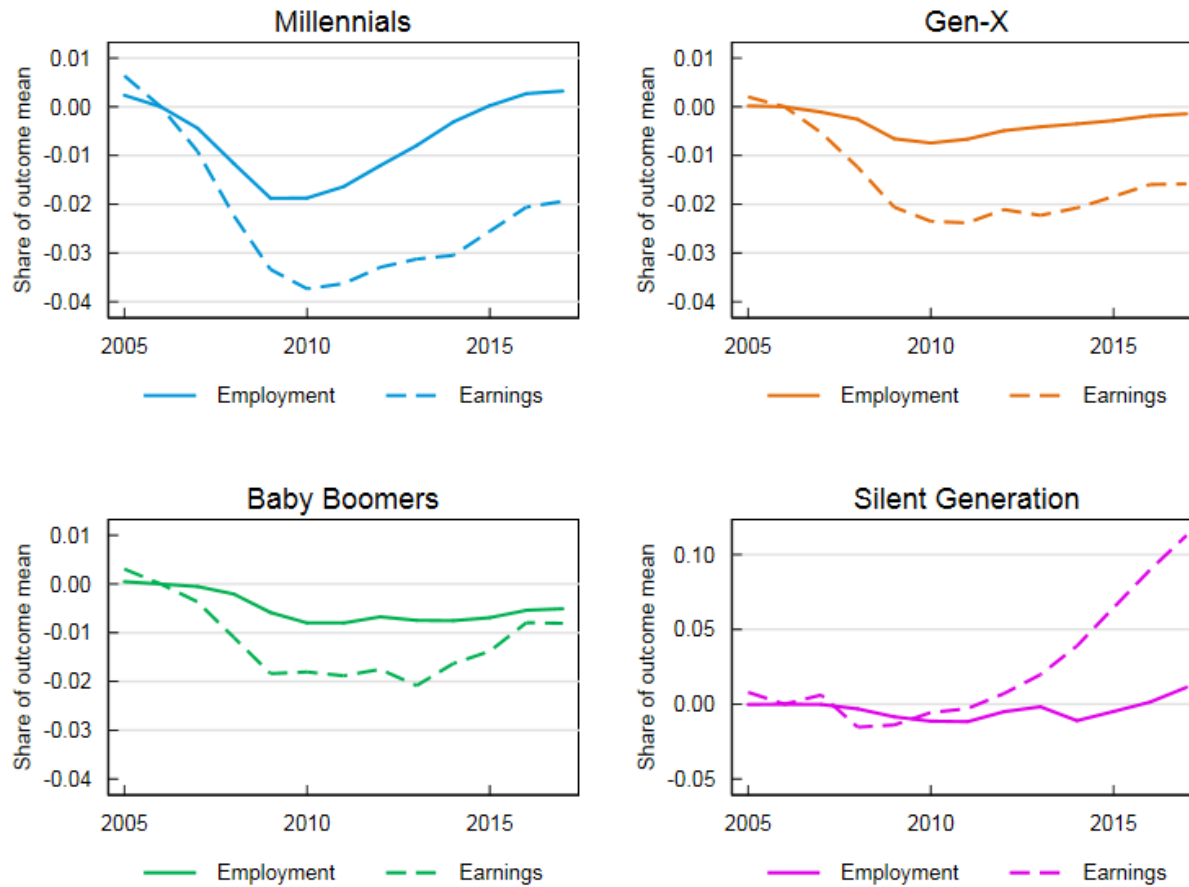 Millennials
Share of outcome mean
0.01
0.00
-0.01
-0.02
-0.03
-0.04
2005 2010 2015
Employment Earnings
Gen-X
Share of outcome mean
0.01
0.00
-0.01
-0.02
-0.03
-0.04
2005 2010 2015
Employment Earnings
Baby Boomers
Share of outcome mean
0.01
0.00
-0.01
-0.02
-0.03
-0.04
2005 2010 2015
Employment Earnings
Silent Generation
Share of outcome mean
0.10
0.05
0.00
-0.05
2005 2010 2015
Employment Earnings